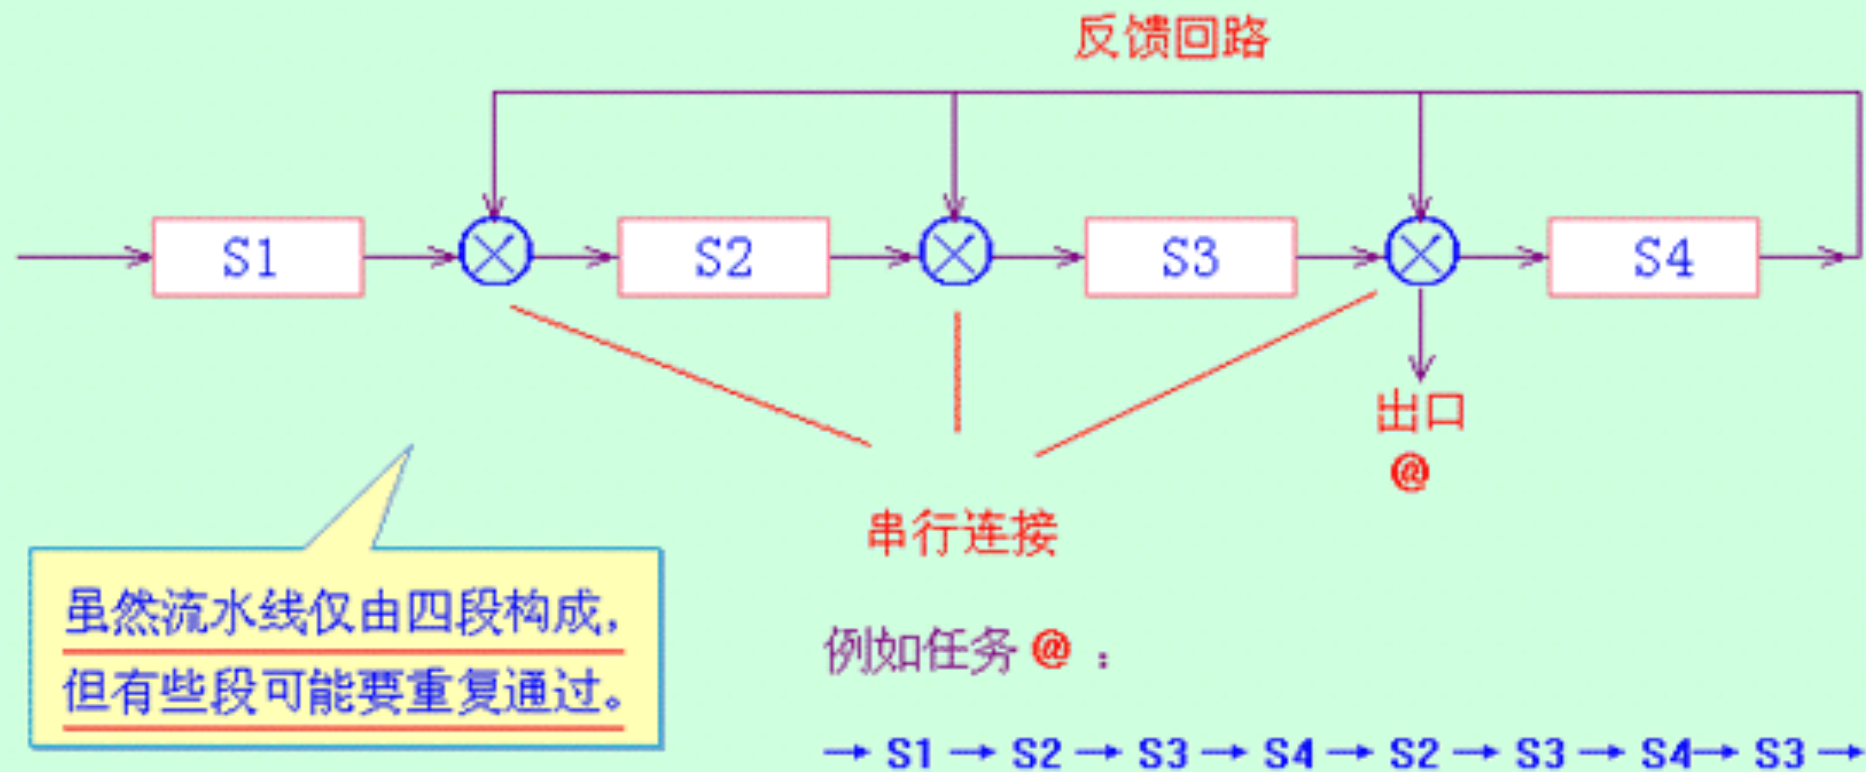 反馈回路
S1
S2
S3
S4
出口
@
串行连接
虽然流水线仅由四段构成，
但有些段可能要重复通过。
例如任务 @ ：
→ S1 → S2 → S3 → S4 → S2 → S3 → S4→ S3 →